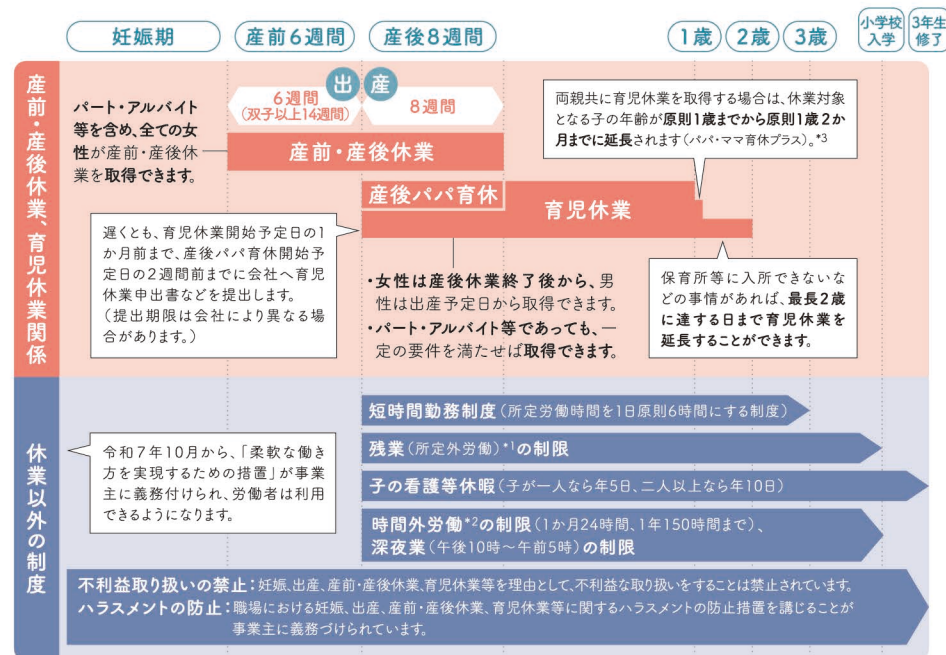 妊娠期
産前6週間
産後8週間
1歳
2歳
3歳
小学校
入学
3年生
修了
産前・産後休業、育児休業関係
パート・アルバイト
等を含め、全ての女
性が産前・産後休
業を取得できます。
出産
6週間
(双子以上14週間)
8週間
産前・産後休業
両親共に育児休業を取得する場合は、休業対象
となる子の年齢が原則1歳までから原則1歳2か
月までに延長されます(パパ・ママ育休プラス)。*3
産後パパ育休
育児休業
遅くとも、育児休業開始予定日の1
か月前まで、産後パパ育休開始予
定日の2週間前までに会社へ育児
休業申出書などを提出します。
(提出期限は会社により異なる場
合があります。)
・女性は産後休業終了後から、男
性は出産予定日から取得できます。
・パート・アルバイト等であっても、一
定の要件を満たせば取得できます。
保育所等に入所できないな
どの事情があれば、最長2歳
に達する日まで育児休業を
延長することができます。
休業以外の制度
令和7年10月から、「柔軟な働き
方を実現するための措置」が事業
主に義務付けられ、労働者は利用
できるようになります。
短時間勤務制度(所定労働時間を1日原則6時間にする制度)
残業(所定外労働)*1の制限
子の看護等休暇(子が一人なら年5日、二人以上なら年10日)
時間外労働*2の制限(1か月24時間、1年150時間まで)、
深夜業(午後10時~午前5時)の制限
不利益取り扱いの禁止:妊娠、出産、産前・産後休業、育児休業等を理由として、不利益な取り扱いをすることは禁止されています。
ハラスメントの防止:職場における妊娠、出産、産前・産後休業、育児休業等に関するハラスメントの防止措置を講じることが
事業主に義務づけられています。